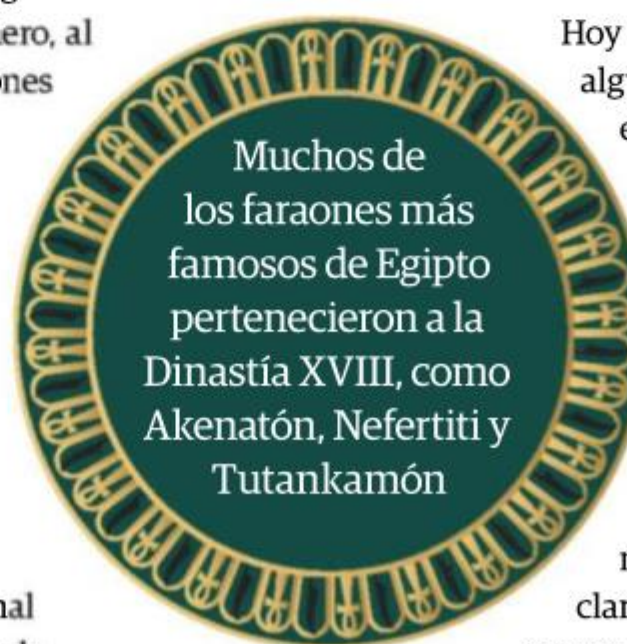 ero, al
ones
Hoy
alg
e
Muchos de
los faraones más
famosos de Egipto
pertenecieron a la
Dinastía XVIII, como
Akenatón, Nefertiti y
Tutankamón
nal
clar